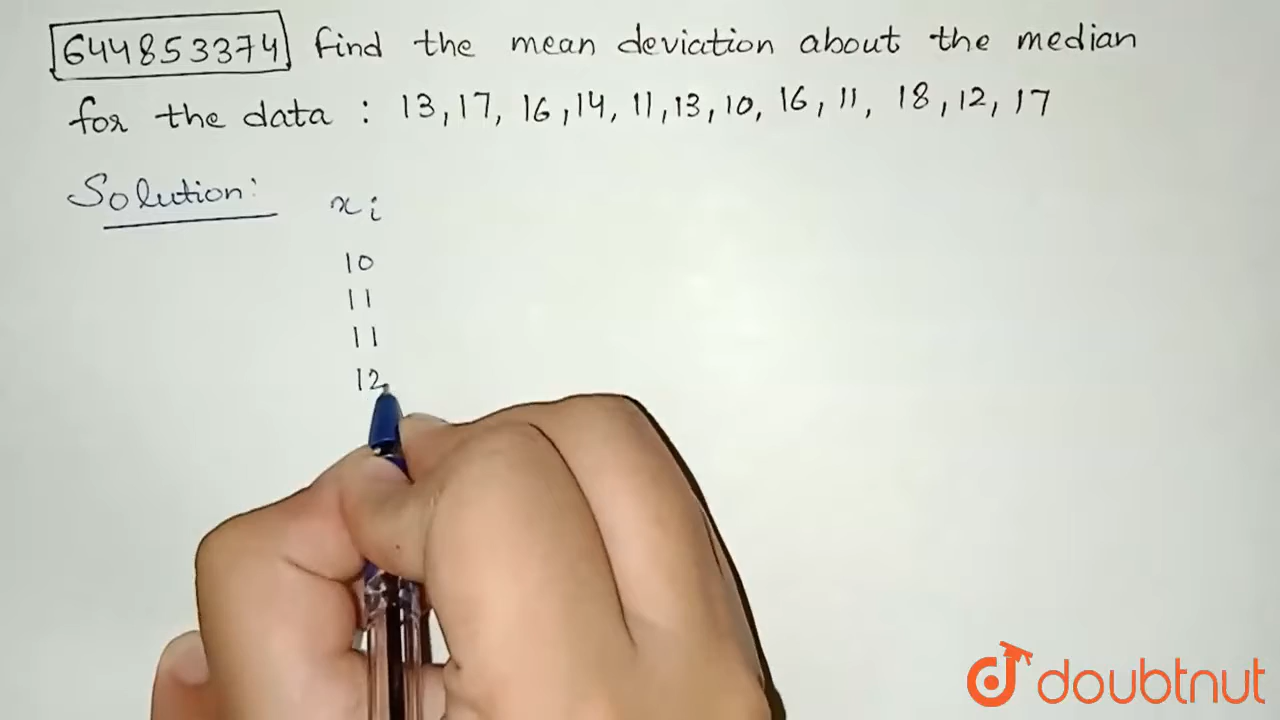 644853374 Find the mean deviation about the median
for the data : 13, 17, 16, 14, 11, 13, 10, 16, 11, 18, 12, 17
Solution:
xi
10
11
11
12
doubtnut